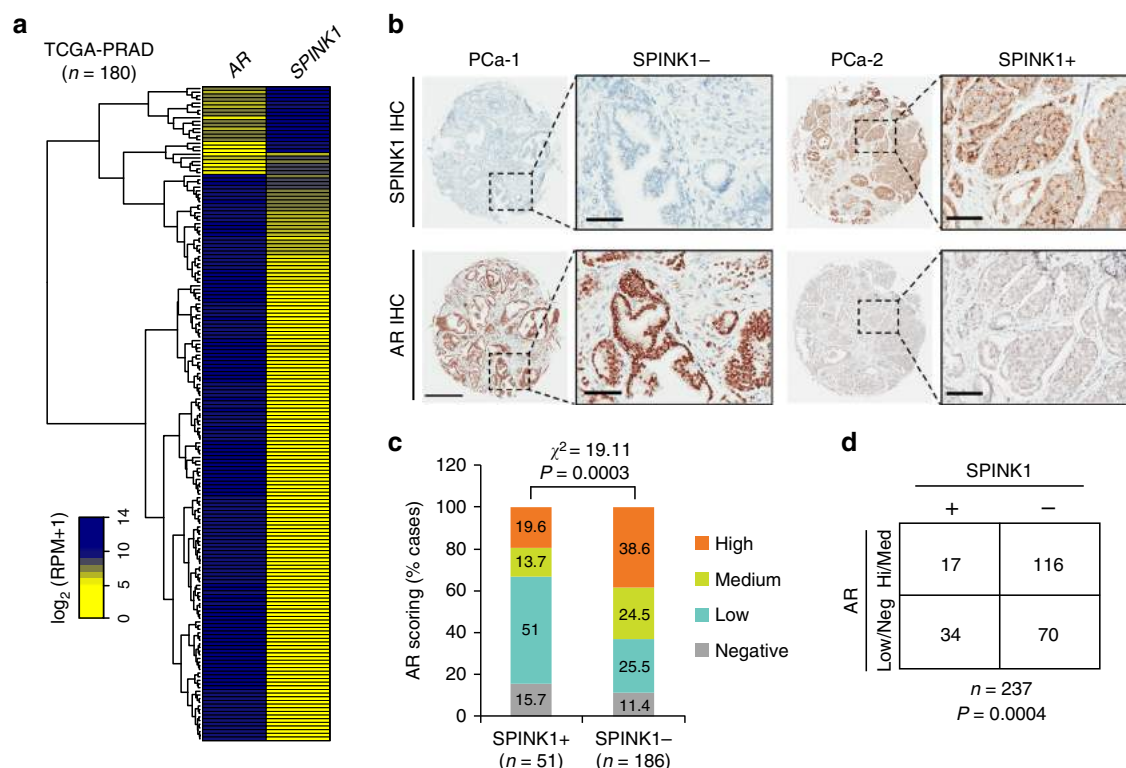 a
TCGA-PRAD
(n = 180)
AR
SPINK1
log2 (RPM+1)
14
10
5
0
b
PCa-1
SPINK1–
PCa-2
SPINK1+
SPINK1 IHC
AR IHC
c
χ2 = 19.11
P = 0.0003
AR scoring (% cases)
120
100
80
60
40
20
0
19.6
13.7
51
15.7
38.6
24.5
25.5
11.4
SPINK1+
(n = 51)
SPINK1–
(n = 186)
High
Medium
Low
Negative
d
SPINK1
+
–
AR
Hi/Med
17
116
Low/Neg
34
70
n = 237
P = 0.0004